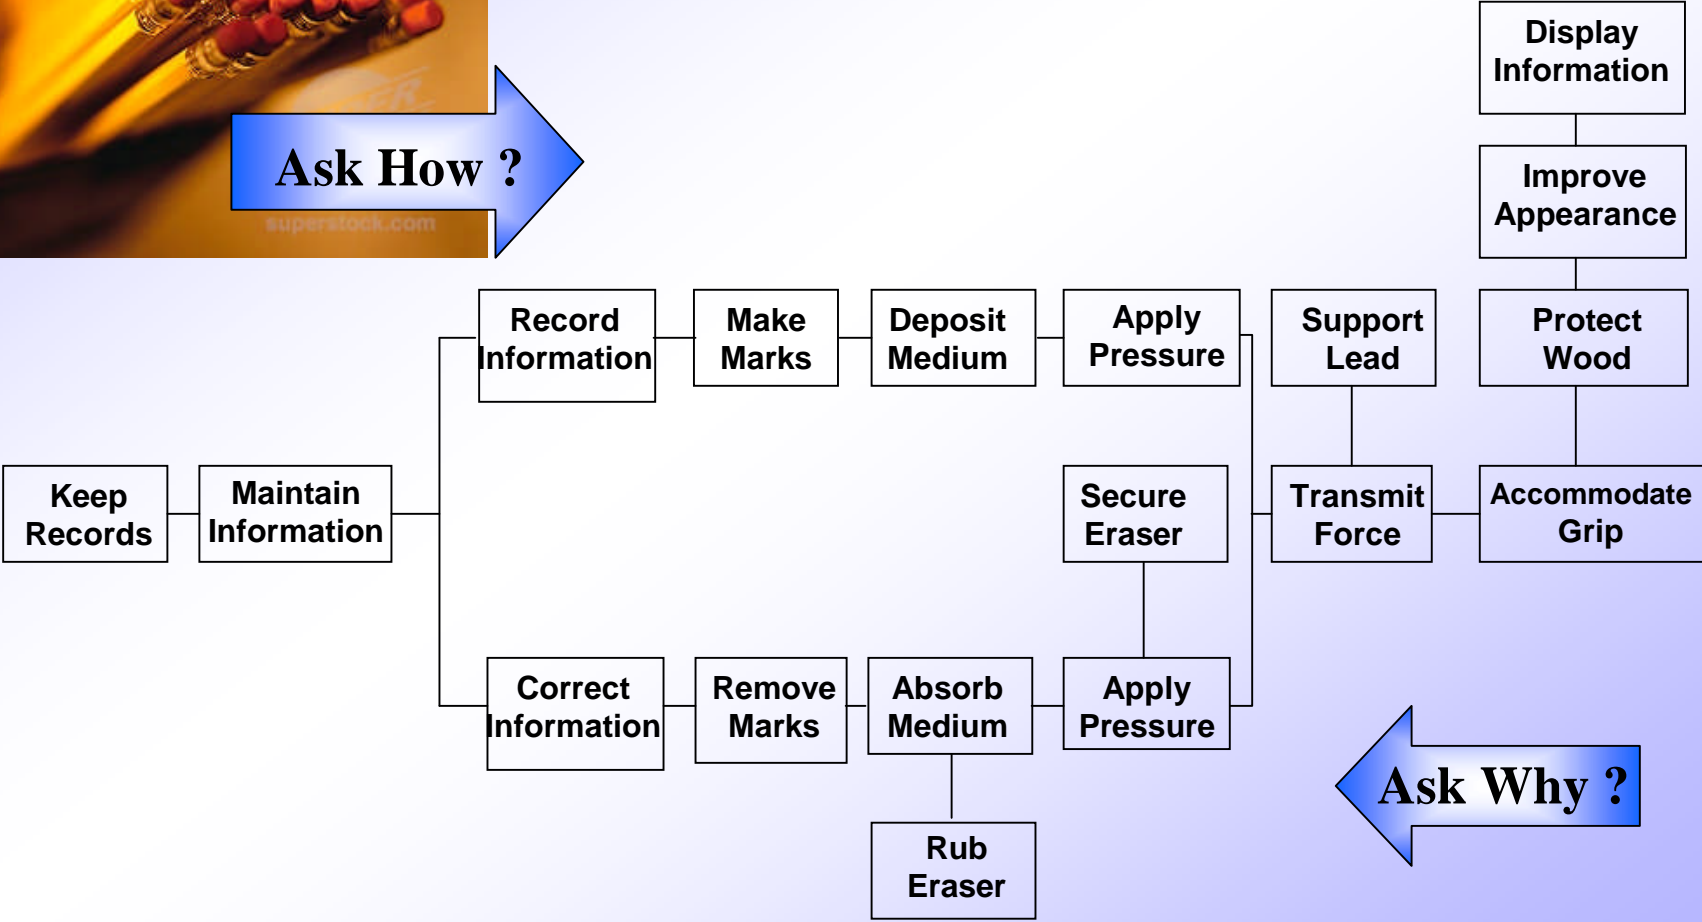 Display
Information
Ask How ?
superstock.com
Improve
Appearance
Record
Information
Make
Marks
Deposit
Medium
Apply
Pressure
Support
Lead
Protect
Wood
Keep
Records
Maintain
Information
Secure
Eraser
Transmit
Force
Accommodate
Grip
Correct
Information
Remove
Marks
Absorb
Medium
Apply
Pressure
Ask Why ?
Rub
Eraser